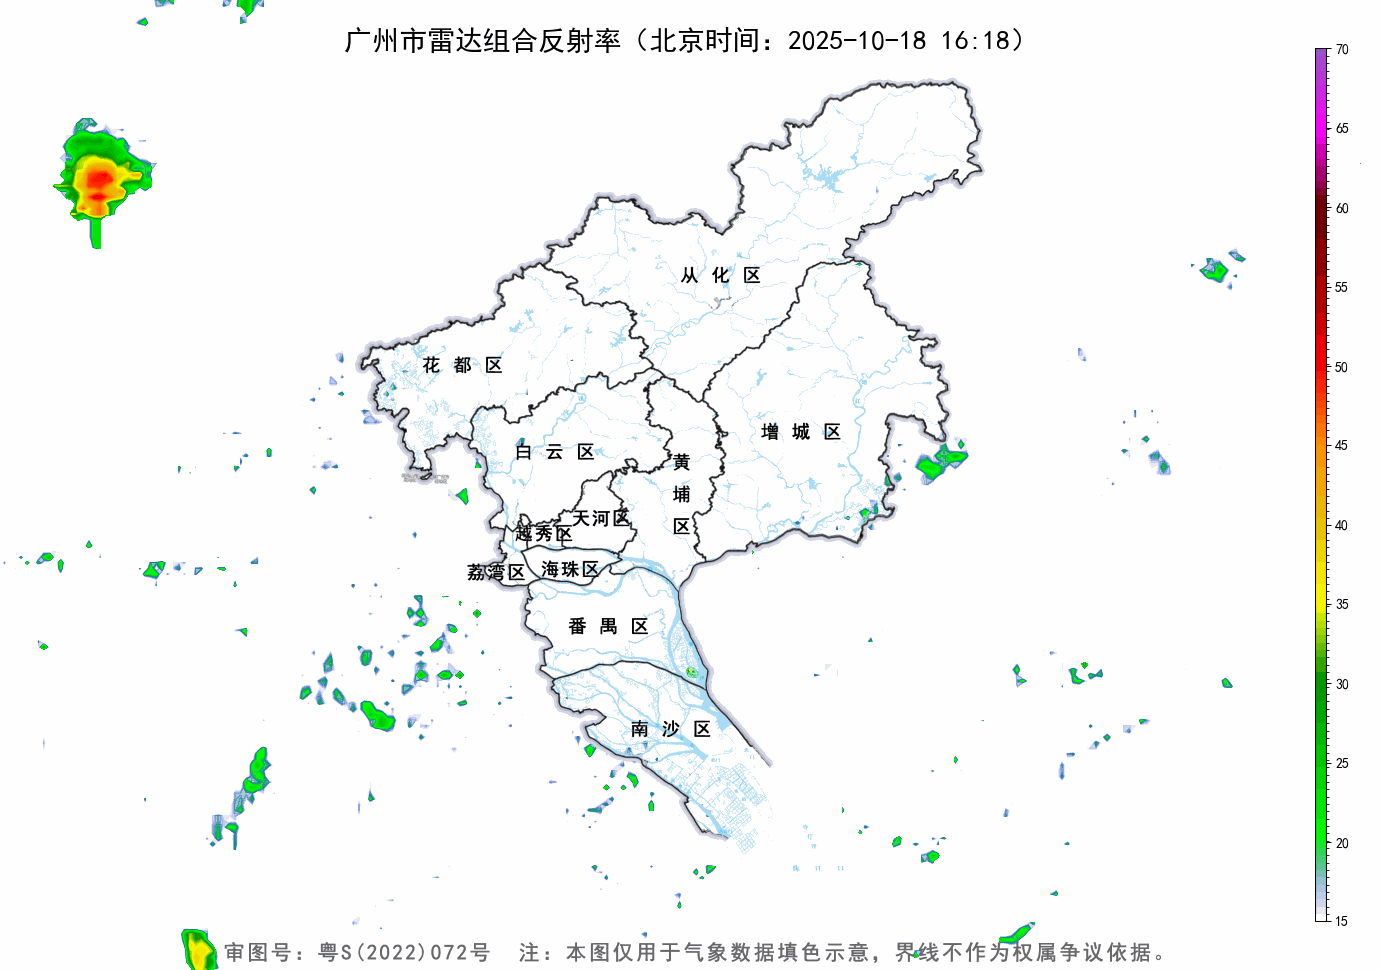 广州市雷达组合反射率（北京时间：2025-10-18 16:18）
70
65
60
55
50
45
40
35
30
25
20
15
从化区
花都区
增城区
白云区
黄埔区
天河区
越秀区
海珠区
荔湾区
番禺区
南沙区
审图号：粤S(2022)072号 注：本图仅用于气象数据填色示意，界线不作为权属争议依据。